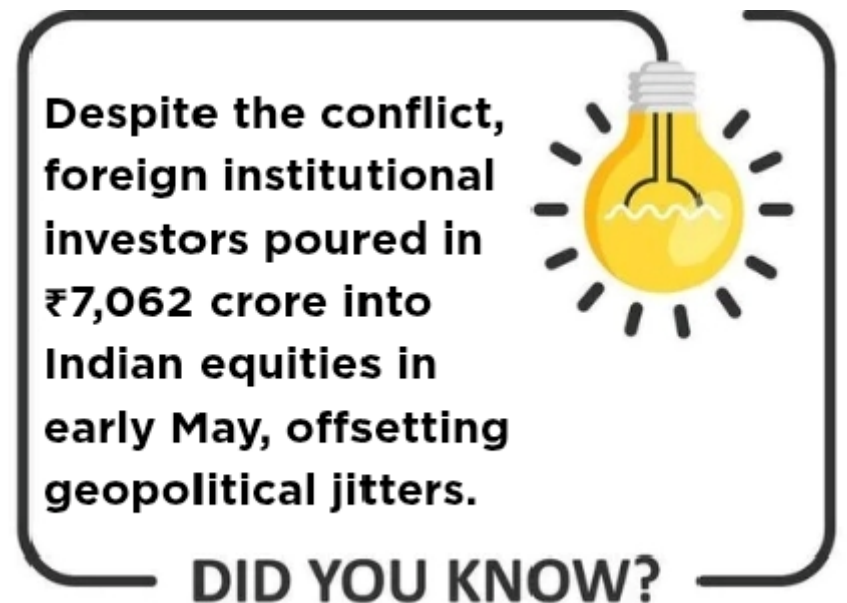 Despite the conflict,
foreign institutional
investors poured in
₹7,062 crore into
Indian equities in
early May, offsetting
geopolitical jitters.
DID YOU KNOW?